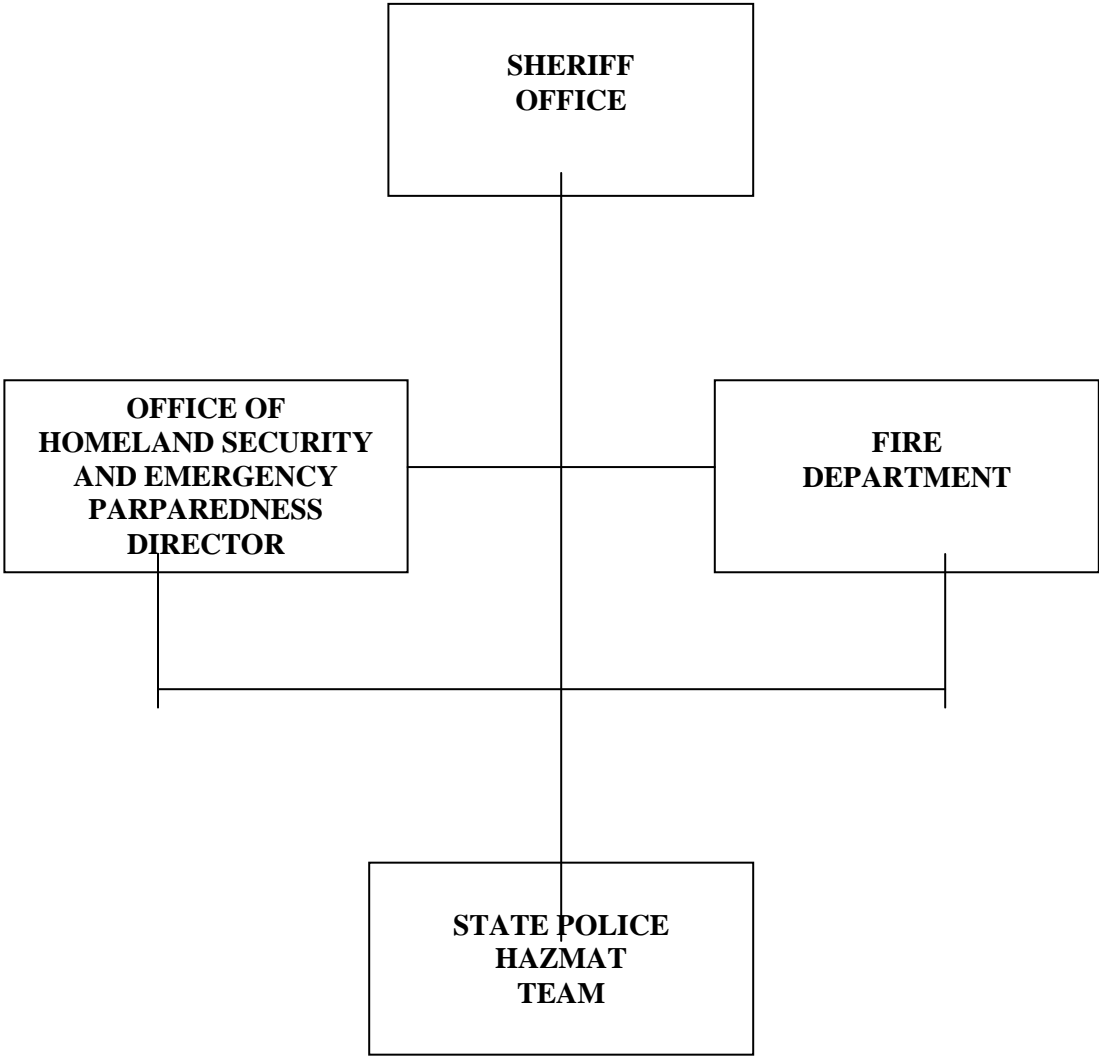 SHERIFF
OFFICE
OFFICE OF
HOMELAND SECURITY
AND EMERGENCY
PARPAREDNESS
DIRECTOR
FIRE
DEPARTMENT
STATE POLICE
HAZMAT
TEAM